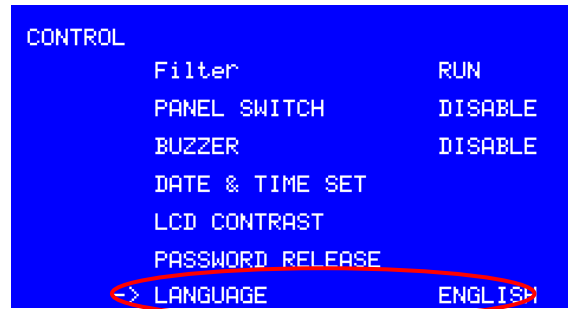 CONTROL
Filter RUN
PANEL SWITCH DISABLE
BUZZER DISABLE
DATE & TIME SET
LCD CONTRAST
PASSWORD RELEASE
-> LANGUAGE ENGLISH